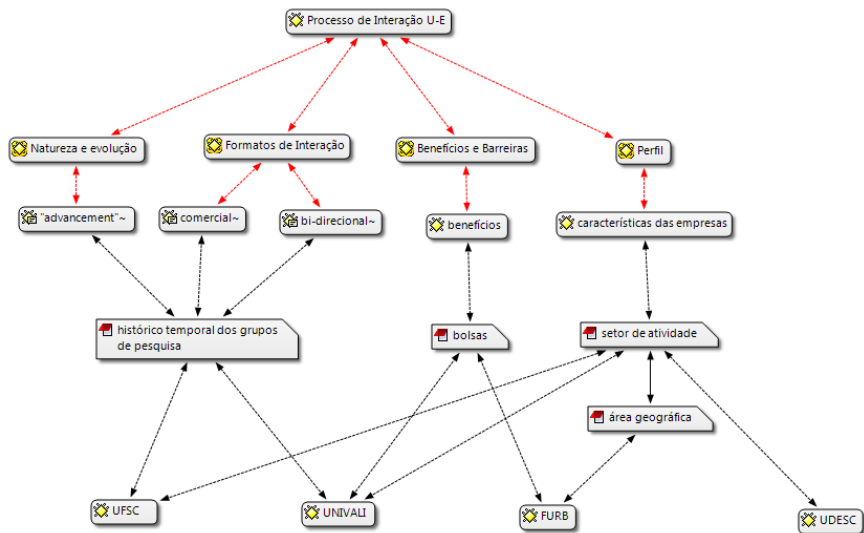 Processo de Interação U-E
Natureza e evolução
Formatos de Interação
Benefícios e Barreiras
Perfil
"advancement"~
comercial~
bi-direcional~
benefícios
características das empresas
histórico temporal dos grupos
de pesquisa
bolsas
setor de atividade
área geográfica
UFSC
UNIVALI
FURB
UDESC